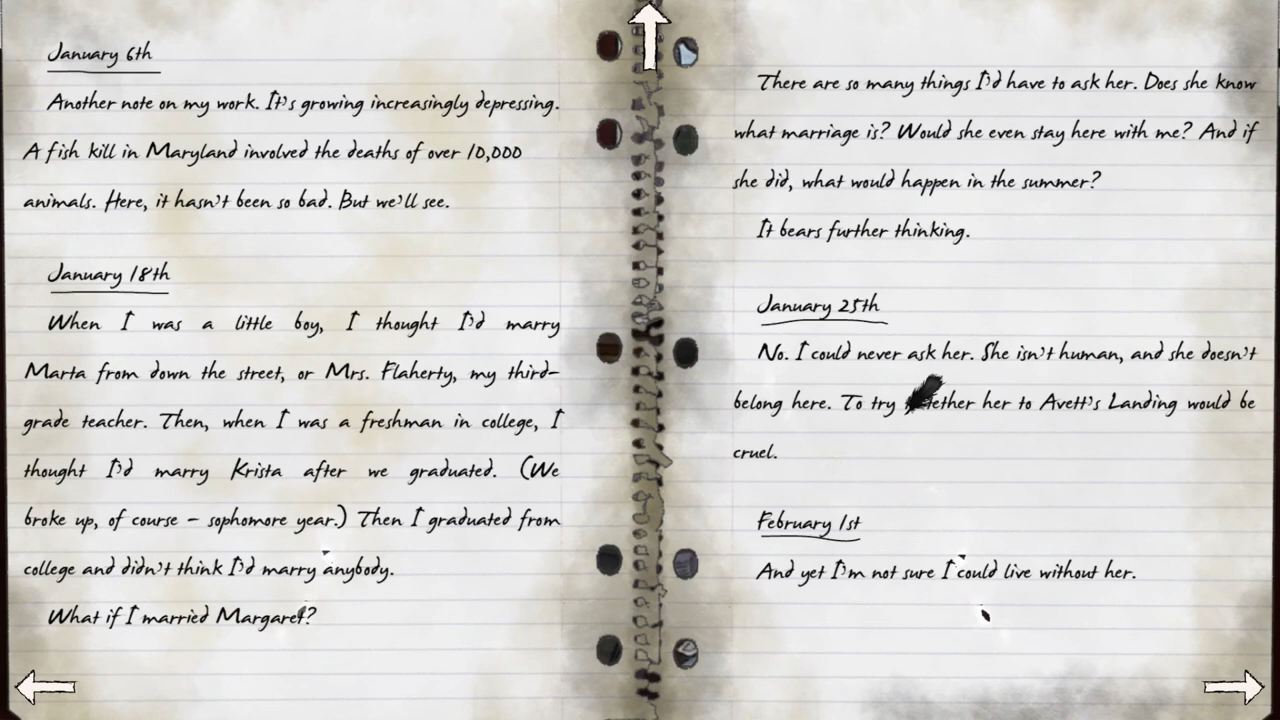 January 6th
Another note on my work. It's growing increasingly depressing.
A fish kill in Maryland involved the deaths of over 10,000
animals. Here, it hasn't been so bad. But we'll see.
January 18th
When I was a little boy, I thought I'd marry
Marta from down the street, or Mrs. Flaherty, my third-
grade teacher. Then, when I was a freshman in college, I
thought I'd marry Krista after we graduated. (We
broke up, of course - sophomore year.) Then I graduated from
college and didn't think I'd marry anybody.
What if I married Margaret?
There are so many things I'd have to ask her. Does she know
what marriage is? Would she even stay here with me? And if
she did, what would happen in the summer?
It bears further thinking.
January 25th
No. I could never ask her. She isn't human, and she doesn't
belong here. To try tether her to Avett's Landing would be
cruel.
February 1st
And yet I'm not sure I could live without her.